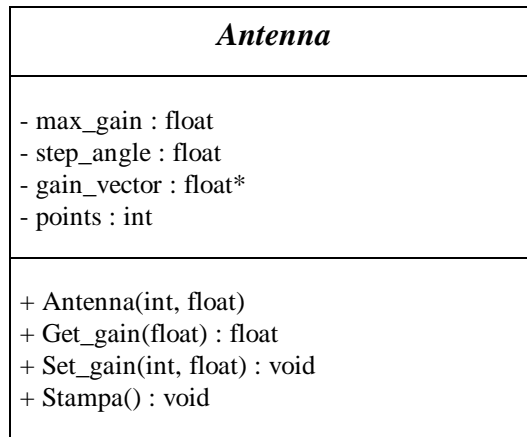 Antenna
- max_gain : float
- step_angle : float
- gain_vector : float*
- points : int
+ Antenna(int, float)
+ Get_gain(float) : float
+ Set_gain(int, float) : void
+ Stampa() : void